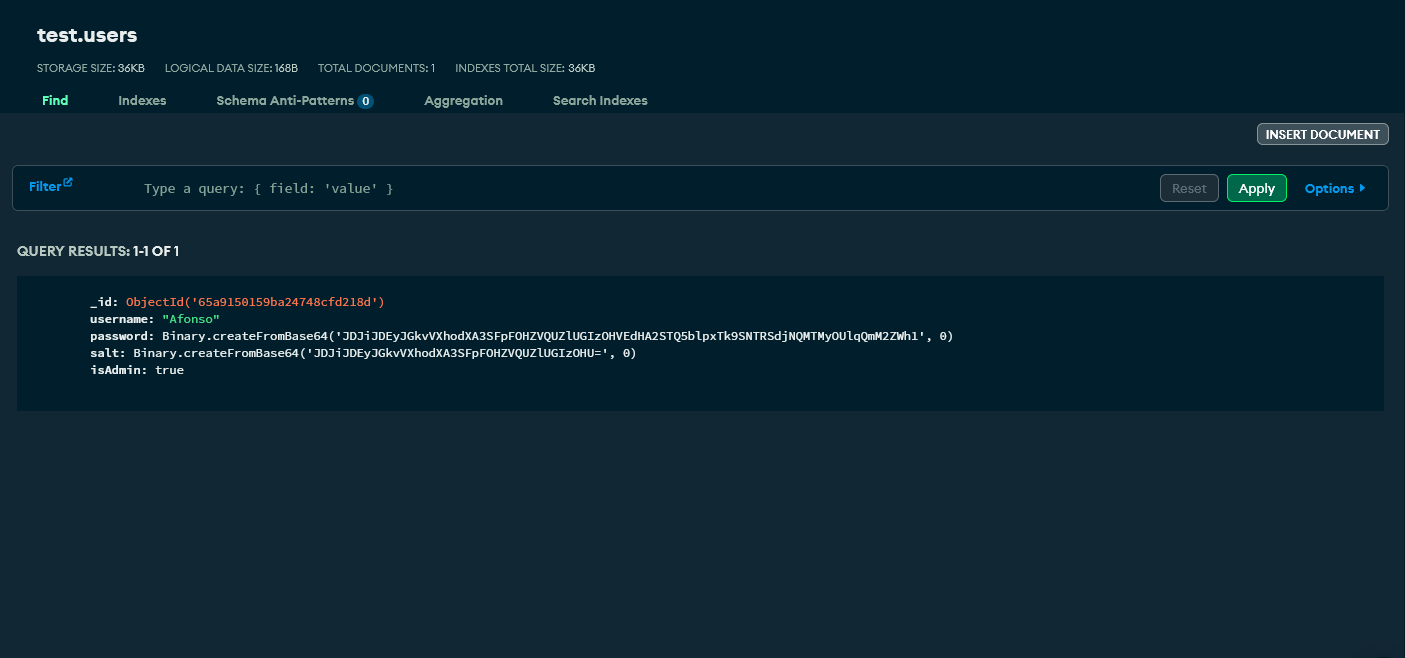 test.users
STORAGE SIZE: 36KB LOGICAL DATA SIZE: 168B TOTAL DOCUMENTS: 1 INDEXES TOTAL SIZE: 36KB
Find Indexes Schema Anti-Patterns 0 Aggregation Search Indexes
INSERT DOCUMENT
Filter Type a query: { field: 'value' } Reset Apply Options
QUERY RESULTS: 1-1 OF 1
_id: ObjectId('65a9150159ba24748cfd218d')
username: "Afonso"
password: Binary.createFromBase64('JDJiJDEyJGkvVXhodXA3SFpFOHZVQUZlUGIzOHVEdHA2STQ5blpxTk9SNTRSdjNQMTMyOUlqQmM2ZWh1', 0)
salt: Binary.createFromBase64('JDJiJDEyJGkvVXhodXA3SFpFOHZVQUZlUGIzOHU=', 0)
isAdmin: true